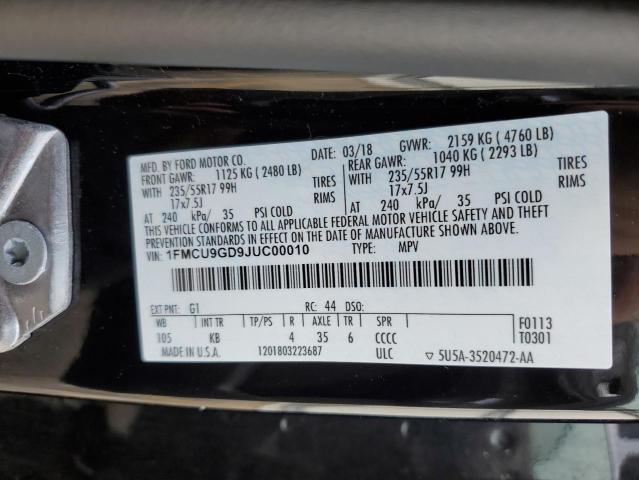 MFD. BY FORD MOTOR CO. DATE: 03/18 GVWR: 2159 KG ( 4760 LB)
FRONT GAWR: 1125 KG ( 2480 LB) REAR GAWR: 1040 KG ( 2293 LB)
WITH 235/55R17 99H TIRES WITH 235/55R17 99H TIRES
17x7.5J RIMS 17x7.5J RIMS
AT 240 kPa/ 35 PSI COLD AT 240 kPa/ 35 PSI COLD
THIS VEHICLE CONFORMS TO ALL APPLICABLE FEDERAL MOTOR VEHICLE SAFETY AND THEFT
PREVENTION STANDARDS IN EFFECT ON THE DATE OF MANUFACTURE SHOWN ABOVE.
VIN: 1FMCU9GD9JUC00010 TYPE: MPV
EXT PNT: G1 RC: 44 DSO:
WB INT TR TP/PS R AXLE TR SPR F0113
105 KB 4 35 6 CCCC T0301
MADE IN U.S.A. 1201803223687 ULC ▽ 5U5A-3520472-AA